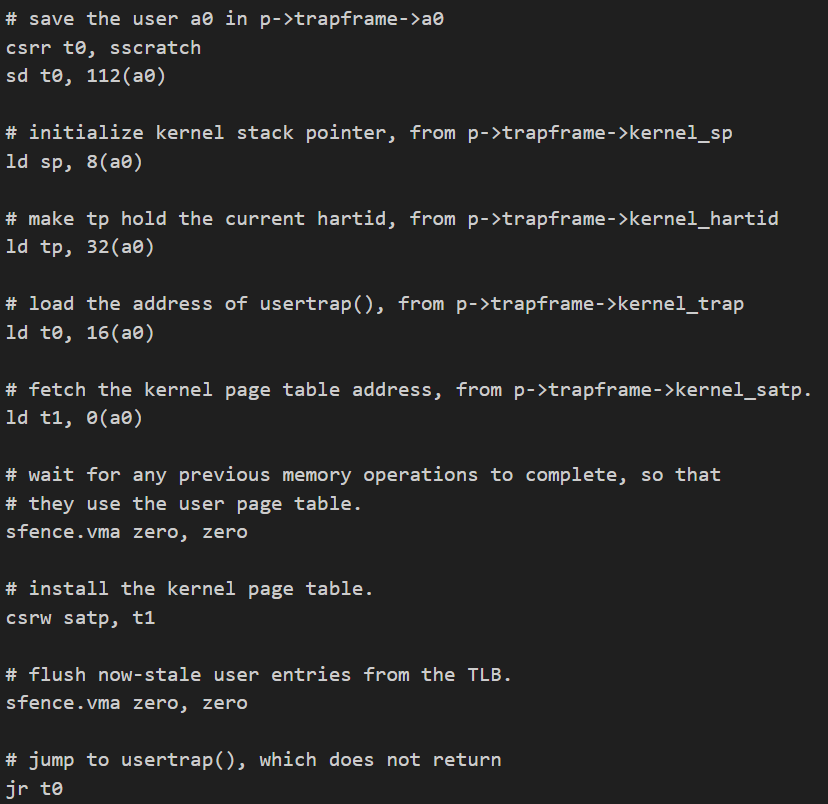 # save the user a0 in p->trapframe->a0
csrr t0, sscratch
sd t0, 112(a0)
# initialize kernel stack pointer, from p->trapframe->kernel_sp
ld sp, 8(a0)
# make tp hold the current hartid, from p->trapframe->kernel_hartid
ld tp, 32(a0)
# load the address of usertrap(), from p->trapframe->kernel_trap
ld t0, 16(a0)
# fetch the kernel page table address, from p->trapframe->kernel_satp.
ld t1, 0(a0)
# wait for any previous memory operations to complete, so that
# they use the user page table.
sfence.vma zero, zero
# install the kernel page table.
csrw satp, t1
# flush now-stale user entries from the TLB.
sfence.vma zero, zero
# jump to usertrap(), which does not return
jr t0